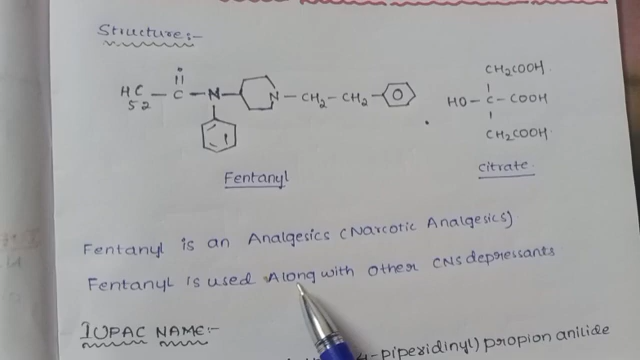 Structure:-
CH2COOH
O
H5C2 - C - N - N - CH2 - CH2 -
HO - C - COOH
CH2COOH
Fentanyl
citrate
Fentanyl is an Analgesics (Narcotic Analgesics)
Fentanyl is used Along with other CNS depressants
IUPAC NAME:-
4-piperidinyl) propion anilide